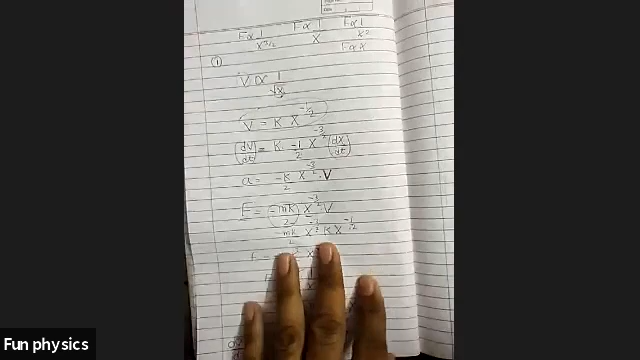 F∝ 1/x^3/2 F∝ 1/x F∝ 1/x²
F∝X
①
V ∝ 1/√x
V = K X^-1/2
(dV/dt) = K · -1/2 X^-3/2 (dX/dt)
a = -K/2 X^-3/2 · V
F = -mK/2 X^-3/2 V
-mK/2 X^-3/2 K X^-1/2
Fun physics